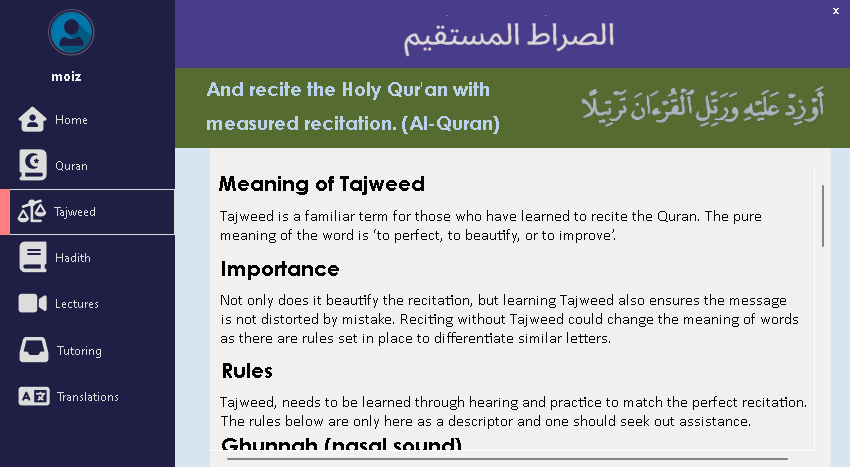 x
الصراط المستقيم
moiz
Home
Quran
Tajweed
Hadith
Lectures
Tutoring
Translations
And recite the Holy Qur'an with
measured recitation. (Al-Quran)
أَوْ زِدْ عَلَيْهِ وَرَتِّلِ ٱلْقُرْءَانَ تَرْتِيلًا
Meaning of Tajweed
Tajweed is a familiar term for those who have learned to recite the Quran. The pure
meaning of the word is ‘to perfect, to beautify, or to improve’.
Importance
Not only does it beautify the recitation, but learning Tajweed also ensures the message
is not distorted by mistake. Reciting without Tajweed could change the meaning of words
as there are rules set in place to differentiate similar letters.
Rules
Tajweed, needs to be learned through hearing and practice to match the perfect recitation.
The rules below are only here as a descriptor and one should seek out assistance.
Ghunnah (nasal sound)